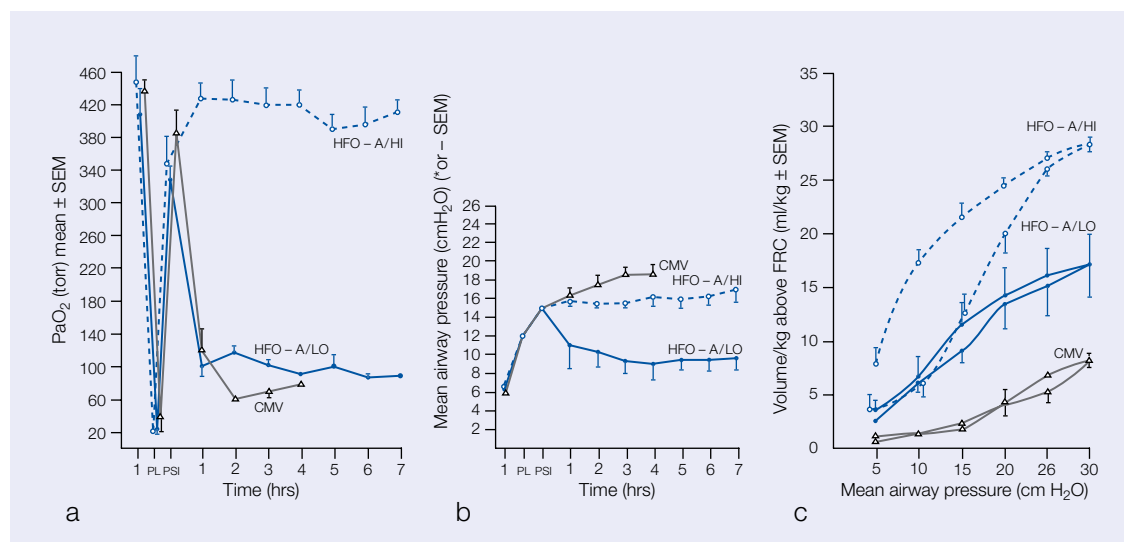 PaO2 (torr) mean ± SEM
460
420
380
340
300
260
220
180
140
100
60
20
HFO – A/HI
HFO – A/LO
CMV
1 PL PSI 1 2 3 4 5 6 7
Time (hrs)
a
Mean airway pressure (cmH2O) (*or – SEM)
26
24
22
20
18
16
14
12
10
8
6
4
2
CMV
HFO – A/HI
HFO – A/LO
1 PL PSI 1 2 3 4 5 6 7
Time (hrs)
b
Volume/kg above FRC (ml/kg ± SEM)
35
30
25
20
15
10
5
0
HFO – A/HI
HFO – A/LO
CMV
5 10 15 20 26 30
Mean airway pressure (cm H2O)
c